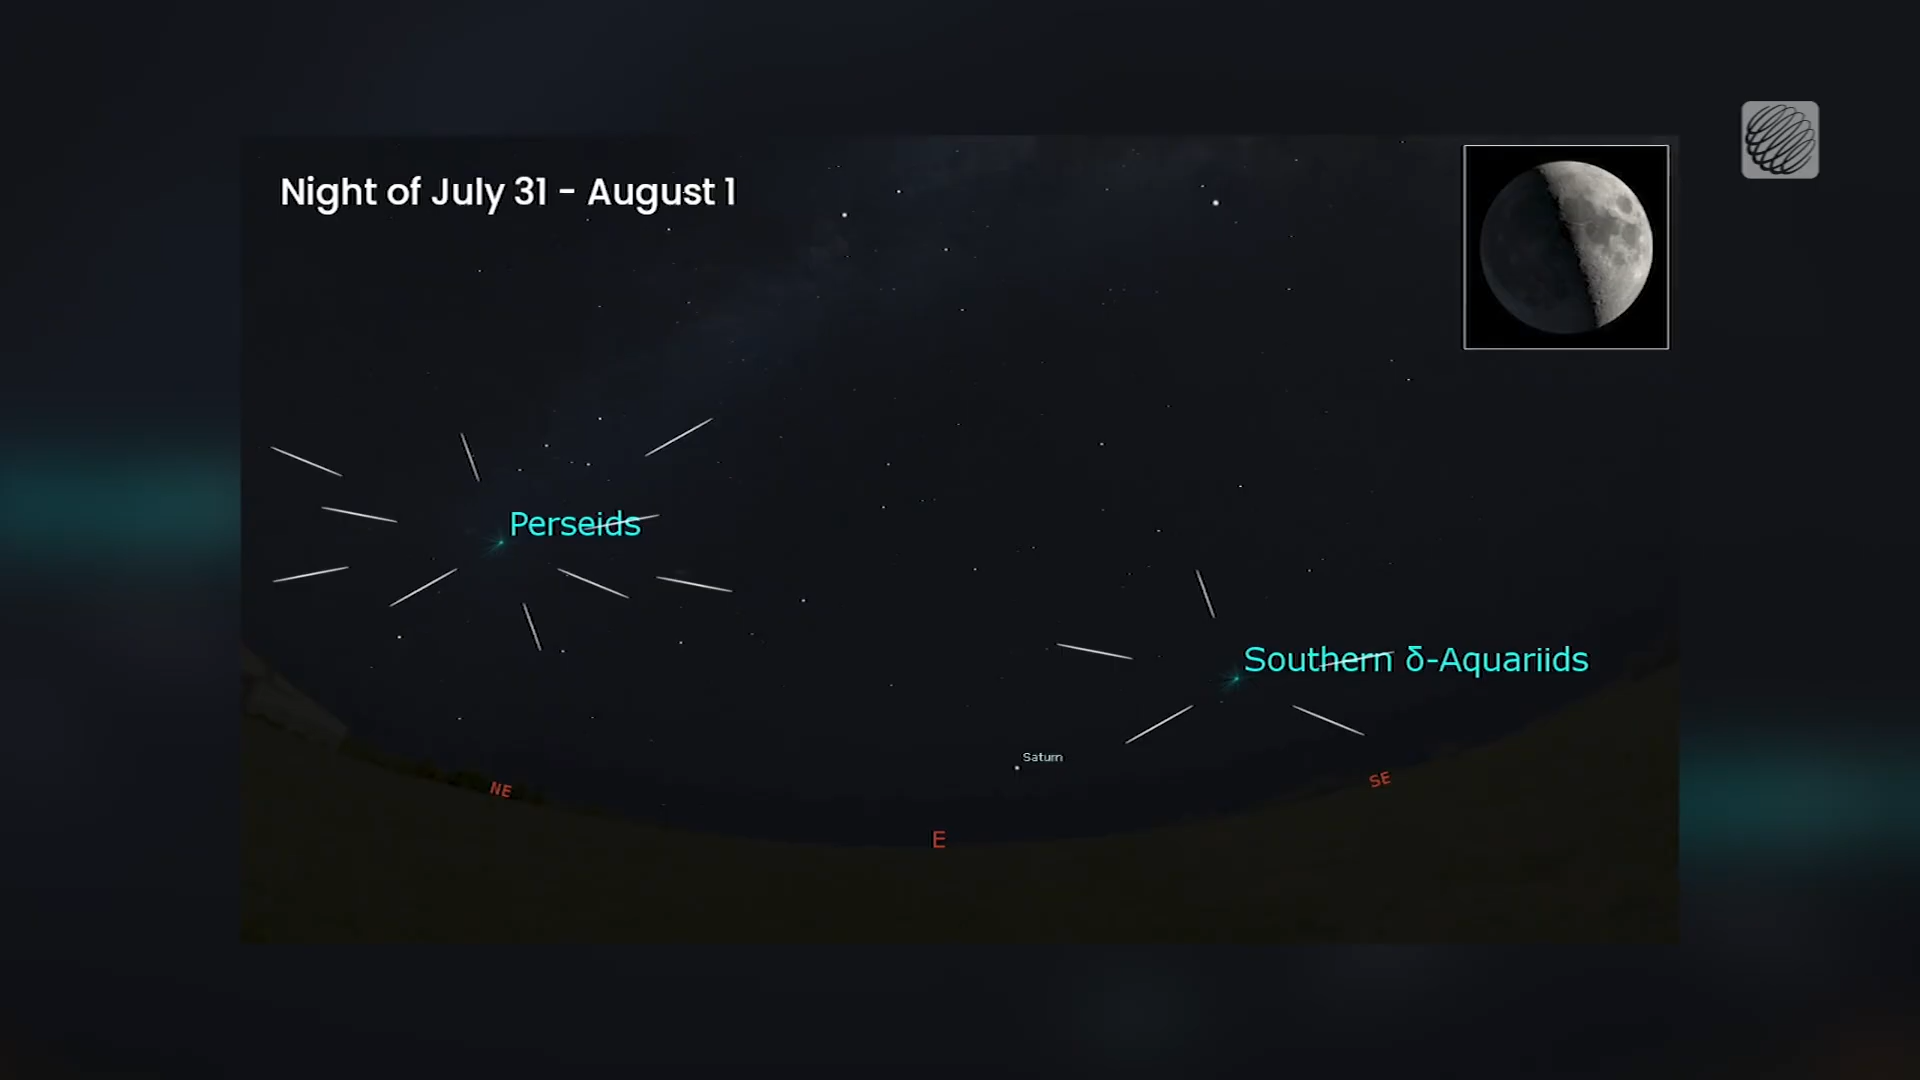 Night of July 31 - August 1
Perseids
Southern δ-Aquariids
Saturn
NE
SE
E